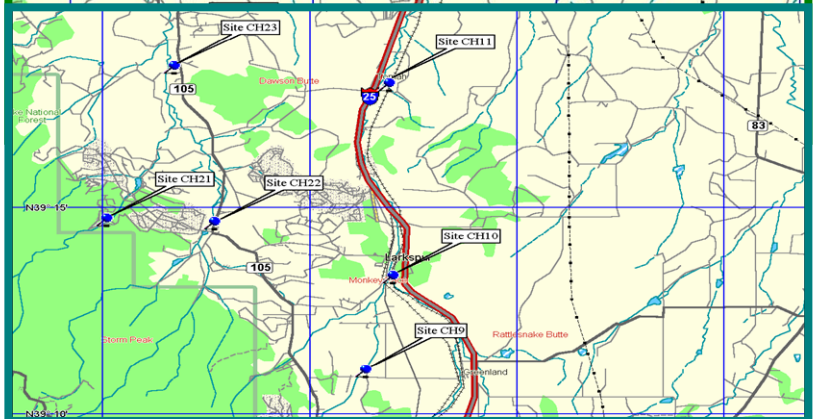 Site CH23
Site CH11
Dawson Butte
105
25
ke National
Forest
83
Site CH21
Site CH22
N39° 15'
Site CH10
Larkspur
105
Monkey
Storm Peak
Site CH9
Rattlesnake Butte
Greenland
N39° 10'